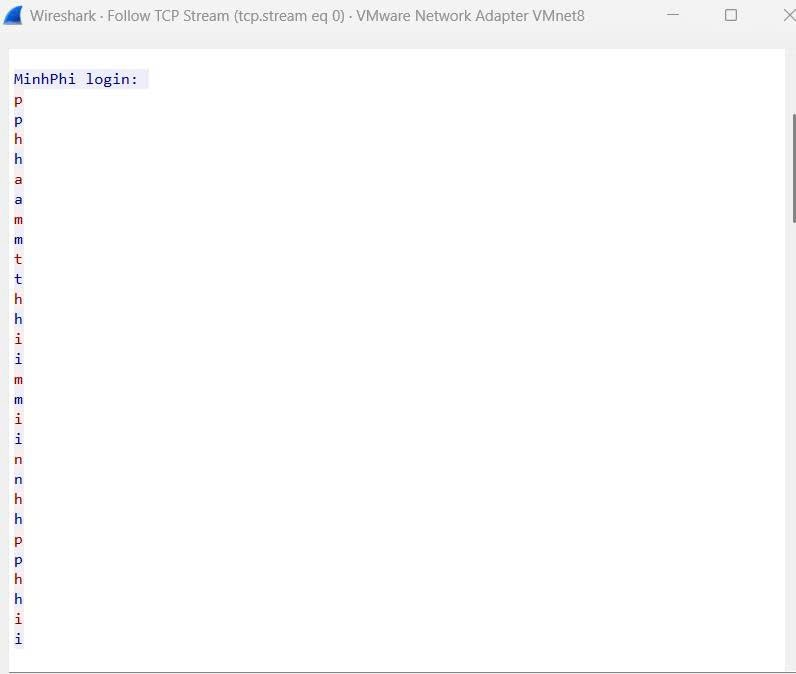 Wireshark · Follow TCP Stream (tcp.stream eq 0) · VMware Network Adapter VMnet8
MinhPhi login:
p
p
h
h
a
a
m
m
t
t
h
h
i
i
m
m
i
i
n
n
h
h
p
p
h
h
i
i